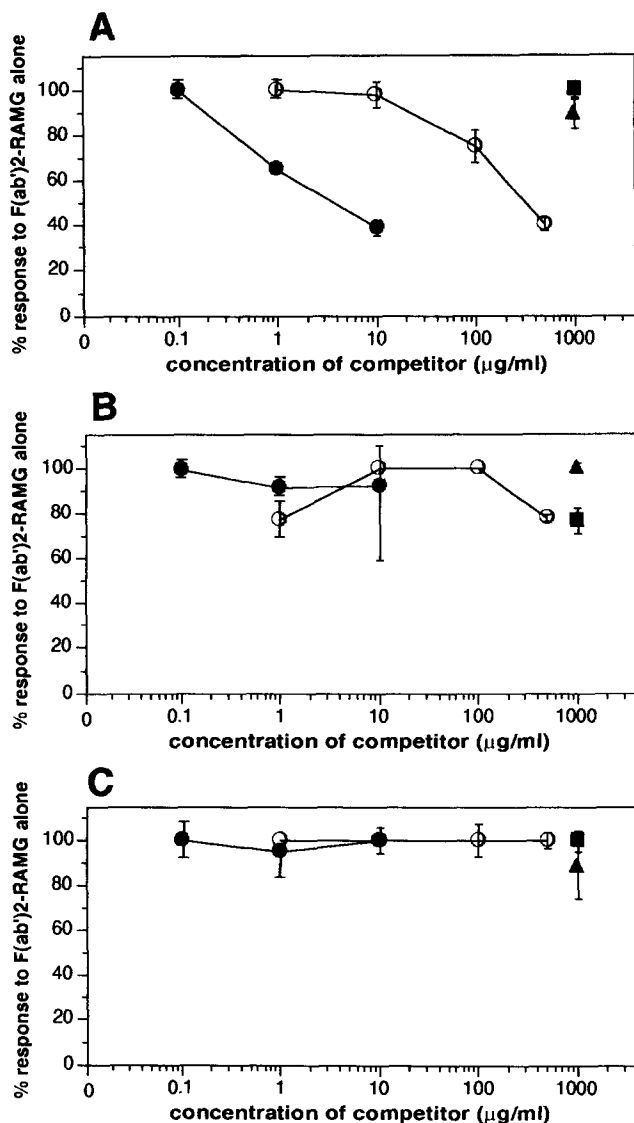 A
% response to F(ab')2-RAMG alone
100
80
60
40
20
0
0 0.1 1 10 100 1000
concentration of competitor (µg/ml)
B
% response to F(ab')2-RAMG alone
100
80
60
40
20
0
0 0.1 1 10 100 1000
concentration of competitor (µg/ml)
C
% response to F(ab')2-RAMG alone
100
80
60
40
20
0
0 0.1 1 10 100 1000
concentration of competitor (µg/ml)